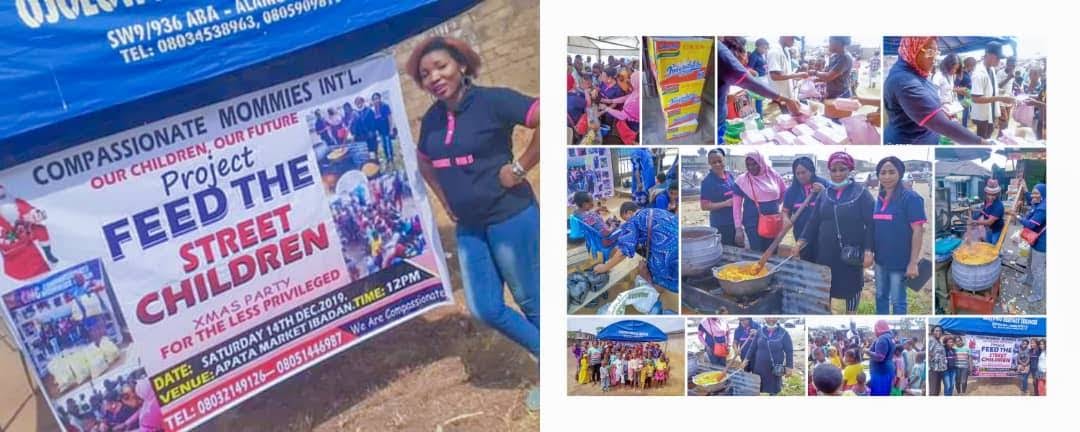 SW9/936 ABA - ALAM
TEL: 08034538963, 080590981
COMPASSIONATE MOMMIES INT'L.
OUR CHILDREN, OUR FUTURE
Project
FEED THE
STREET
CHILDREN
XMAS PARTY
FOR THE LESS PRIVILEGED
DATE: SATURDAY 14TH DEC. 2019. TIME: 12PM
VENUE: APATA MARKET IBADAN.
TEL: 08032149126— 08051446987
We Are Compassionate
Indomie
FEED THE
CHILDREN